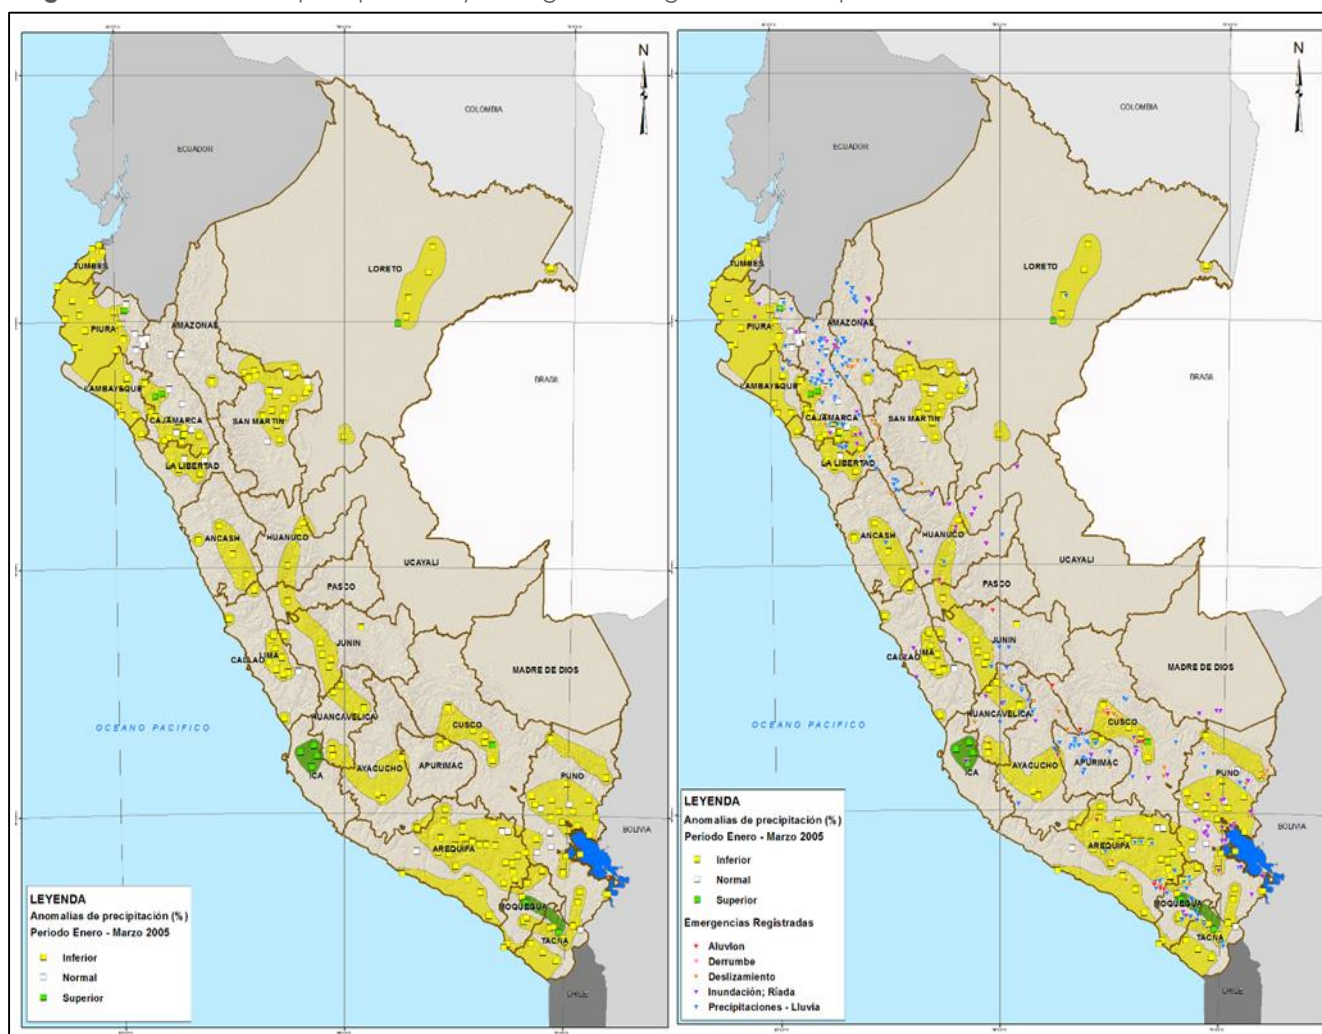 N
COLOMBIA
ECUADOR
LORETO
TUMBES
PIURA
AMAZONAS
LAMBAYEQUE
BRASIL
CAJAMARCA
SAN MARTIN
LA LIBERTAD
ANCASH
HUANUCO
UCAYALI
PASCO
JUNIN
LIMA
CALLAO
MADRE DE DIOS
HUANCAVELICA
CUSCO
OCEANO PACIFICO
ICA
AYACUCHO
APURIMAC
PUNO
BOLIVIA
AREQUIPA
MOQUEGUA
TACNA
CHILE
LEYENDA
Anomalias de precipitación (%)
Periodo Enero - Marzo 2005
Inferior
Normal
Superior
N
COLOMBIA
ECUADOR
LORETO
TUMBES
PIURA
AMAZONAS
LAMBAYEQUE
BRASIL
CAJAMARCA
SAN MARTIN
LA LIBERTAD
ANCASH
HUANUCO
UCAYALI
PASCO
JUNIN
LIMA
CALLAO
MADRE DE DIOS
HUANCAVELICA
CUSCO
OCEANO PACIFICO
ICA
AYACUCHO
APURIMAC
PUNO
BOLIVIA
AREQUIPA
MOQUEGUA
TACNA
CHILE
LEYENDA
Anomalias de precipitación (%)
Periodo Enero - Marzo 2005
Inferior
Normal
Superior
Emergencias Registradas
Aluvion
Derrumbe
Deslizamiento
Inundación; Ríada
Precipitaciones - Lluvia